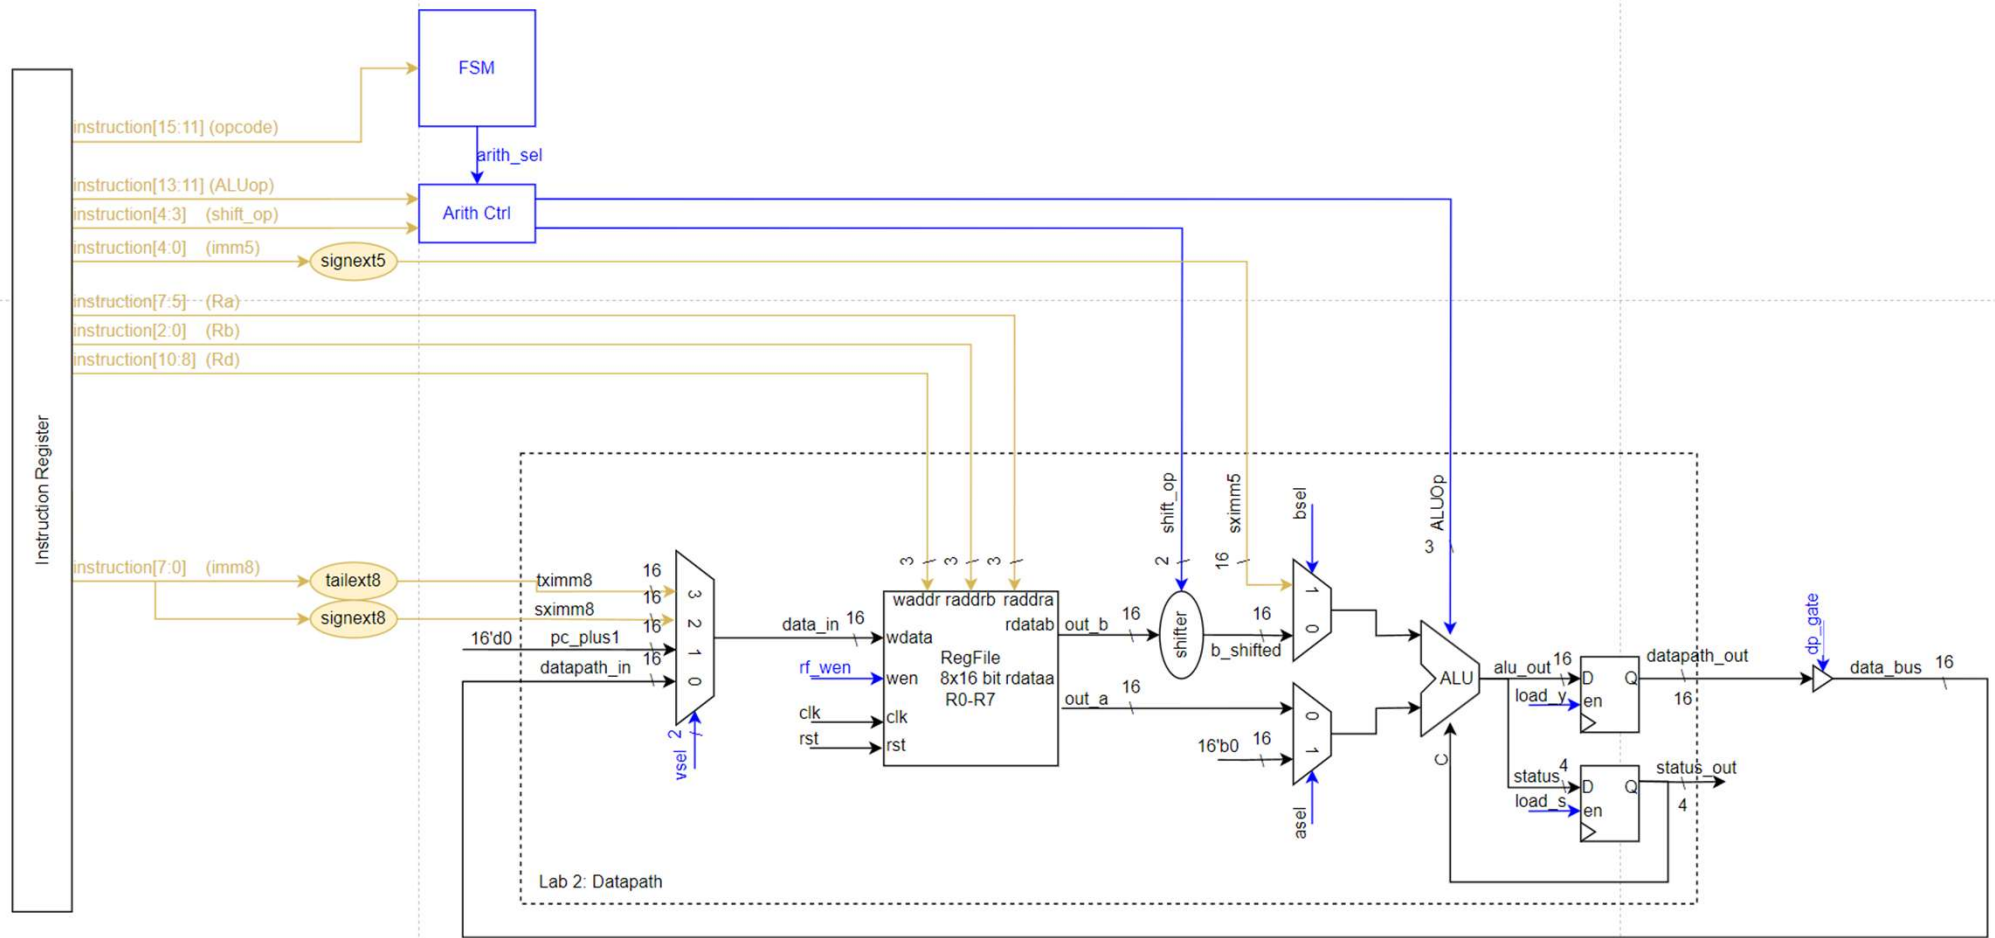 FSM
instruction[15:11] (opcode)
arith_sel
instruction[13:11] (ALUop)
instruction[4:3] (shift_op)
Arith Ctrl
instruction[4:0] (imm5)
signext5
instruction[7:5] (Ra)
instruction[2:0] (Rb)
instruction[10:8] (Rd)
Instruction Register
instruction[7:0] (imm8)
tailext8
signext8
tximm8
16
3
sximm8
16
2
16'd0
pc_plus1
16
1
datapath_in
16
0
vsel
2
data_in
16
rf_wen
clk
rst
3
3
3
waddr raddrb raddra
rdatab
wdata
RegFile
wen
8x16 bit rdataa
R0-R7
clk
rst
out_b
16
out_a
16
shift_op
2
shifter
sximm5
16
16
b_shifted
bsel
1
0
16'b0
16
0
1
asel
ALUOp
3
ALU
C
alu_out
16
load_y
D
Q
en
datapath_out
16
status
4
load_s
D
Q
en
status_out
4
dp_gate
data_bus
16
Lab 2: Datapath